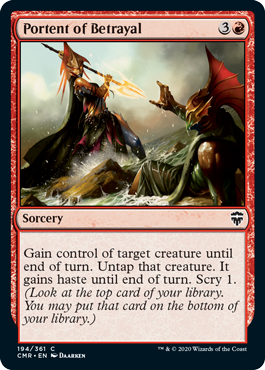 Portent of Betrayal 3
Sorcery
Gain control of target creature until
end of turn. Untap that creature. It
gains haste until end of turn. Scry 1.
(Look at the top card of your library.
You may put that card on the bottom of
your library.)
194/361 C
CMR • EN Daarken
™ & © 2020 Wizards of the Coast